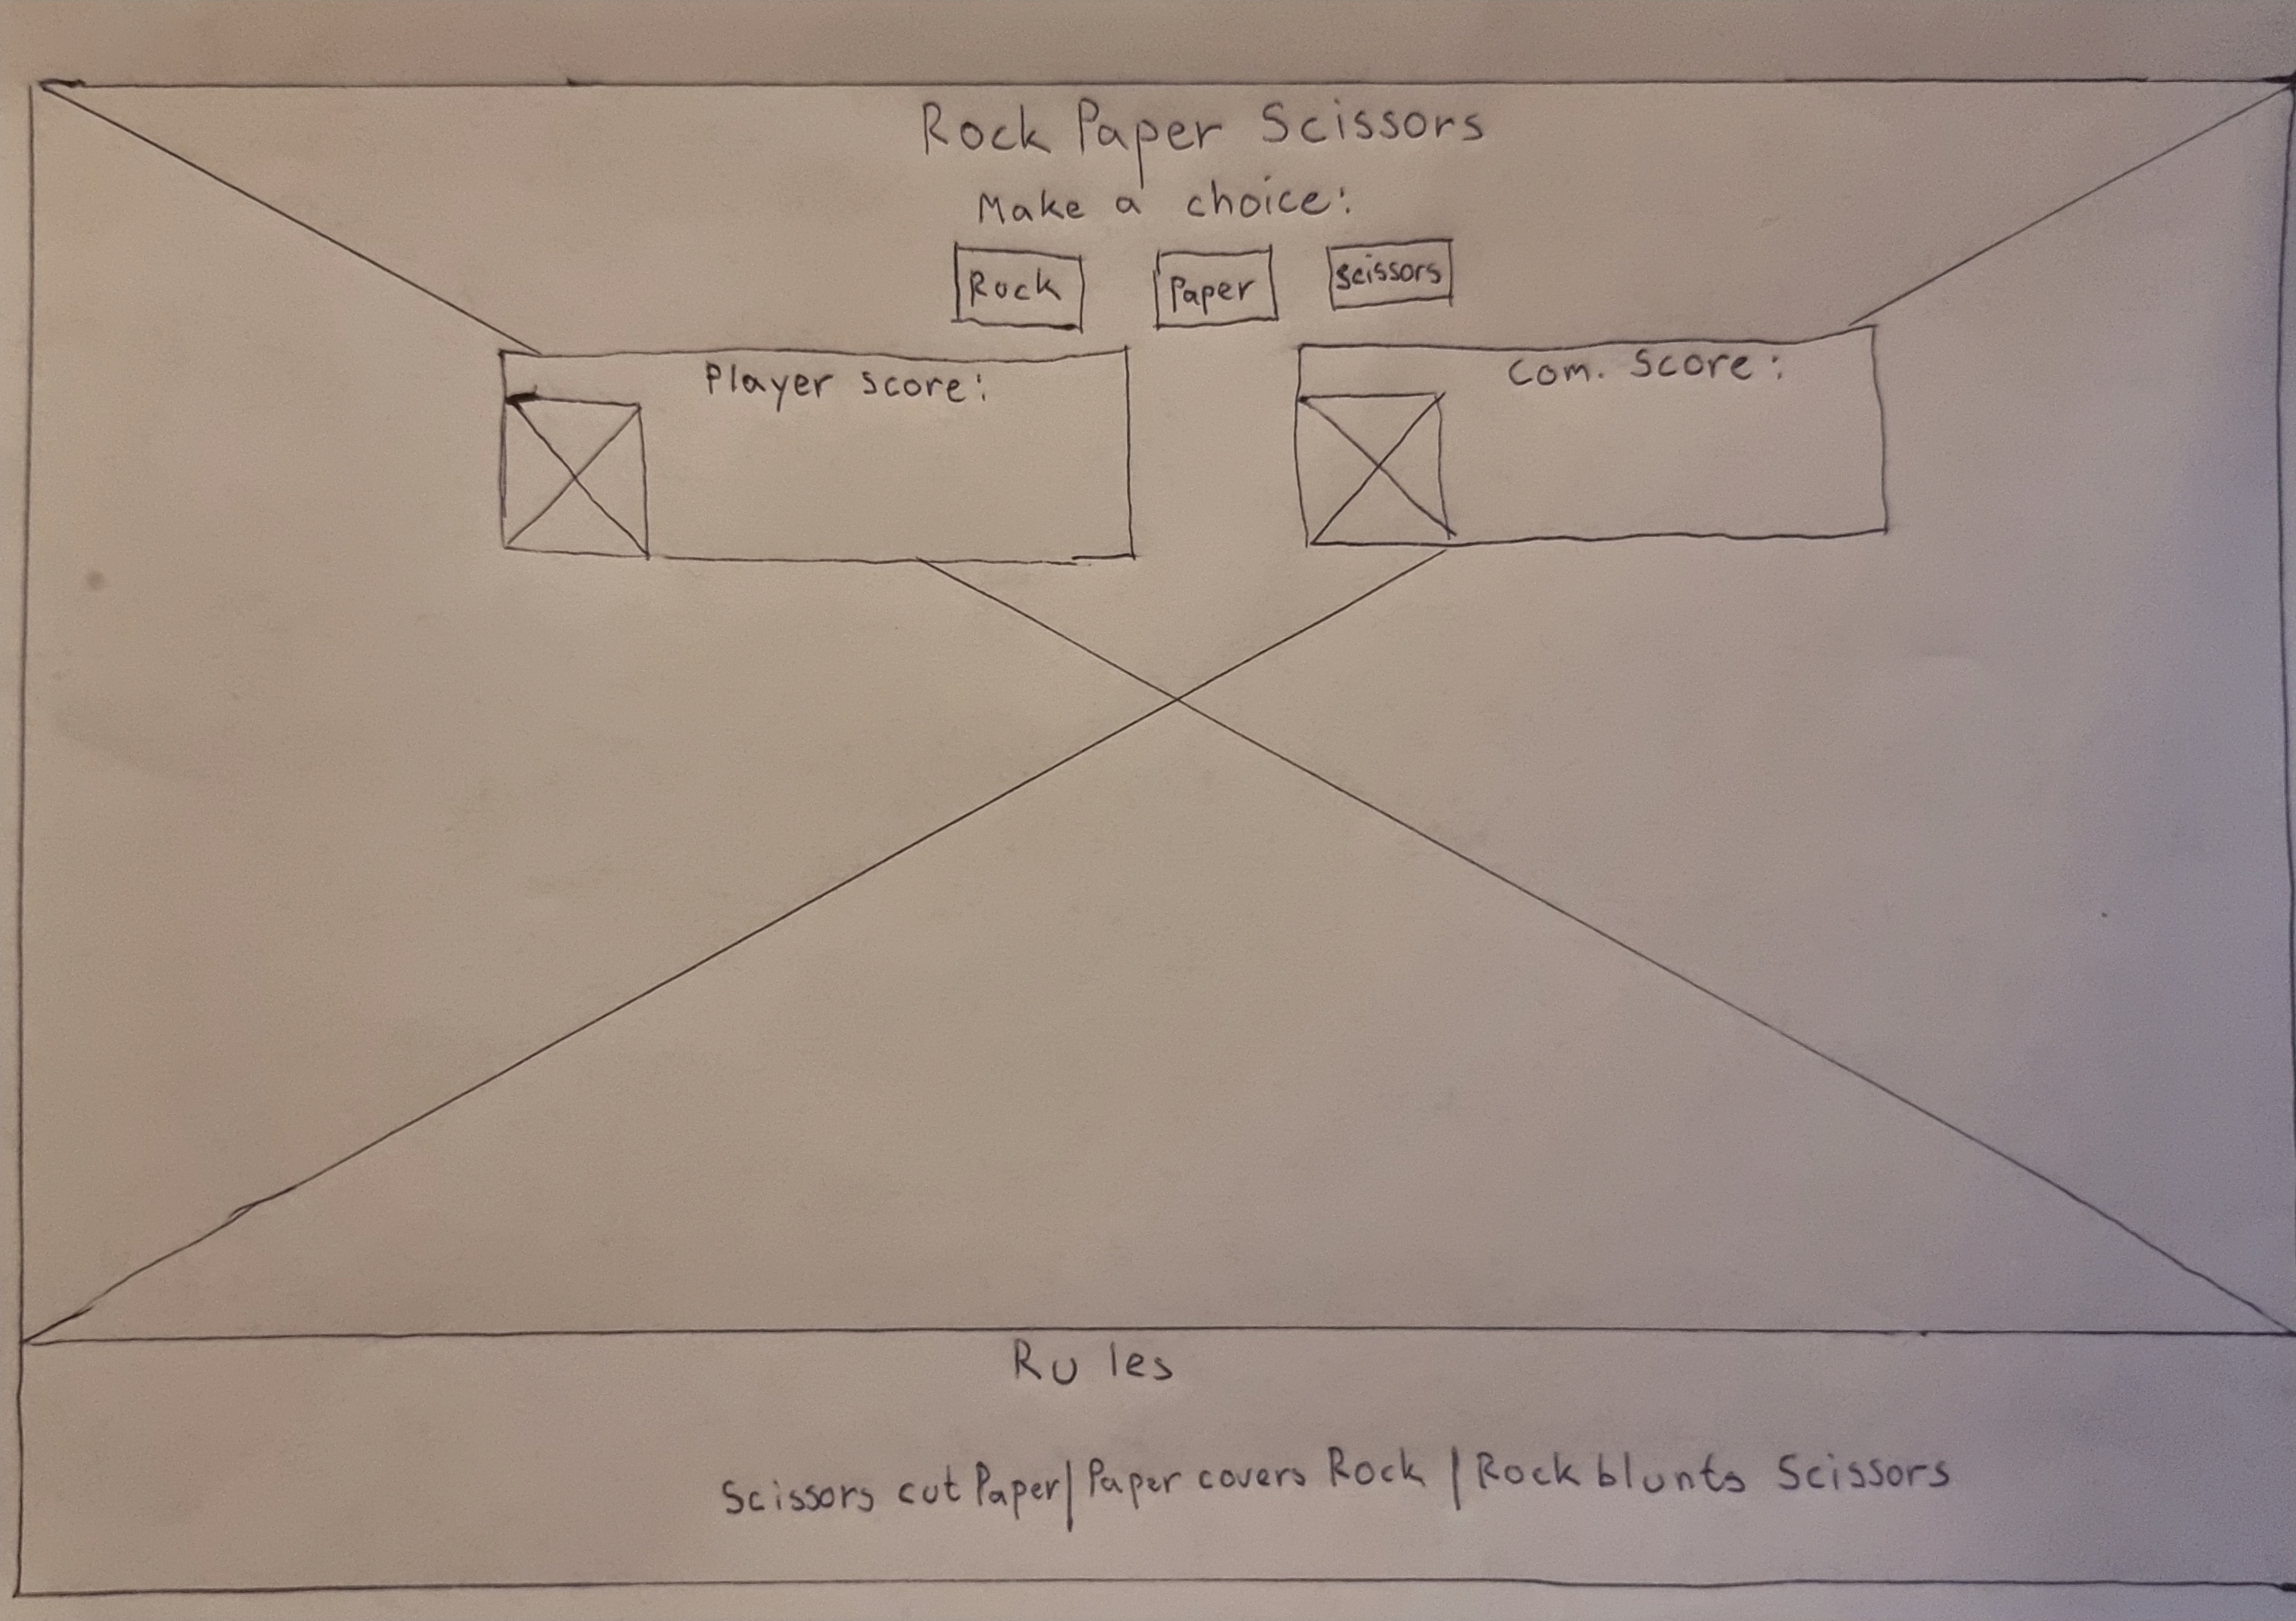 Rock Paper Scissors
Make a choice:
Rock Paper Scissors
Player score:
Com. Score:
Rules
Scissors cut Paper| Paper covers Rock | Rock blunts Scissors